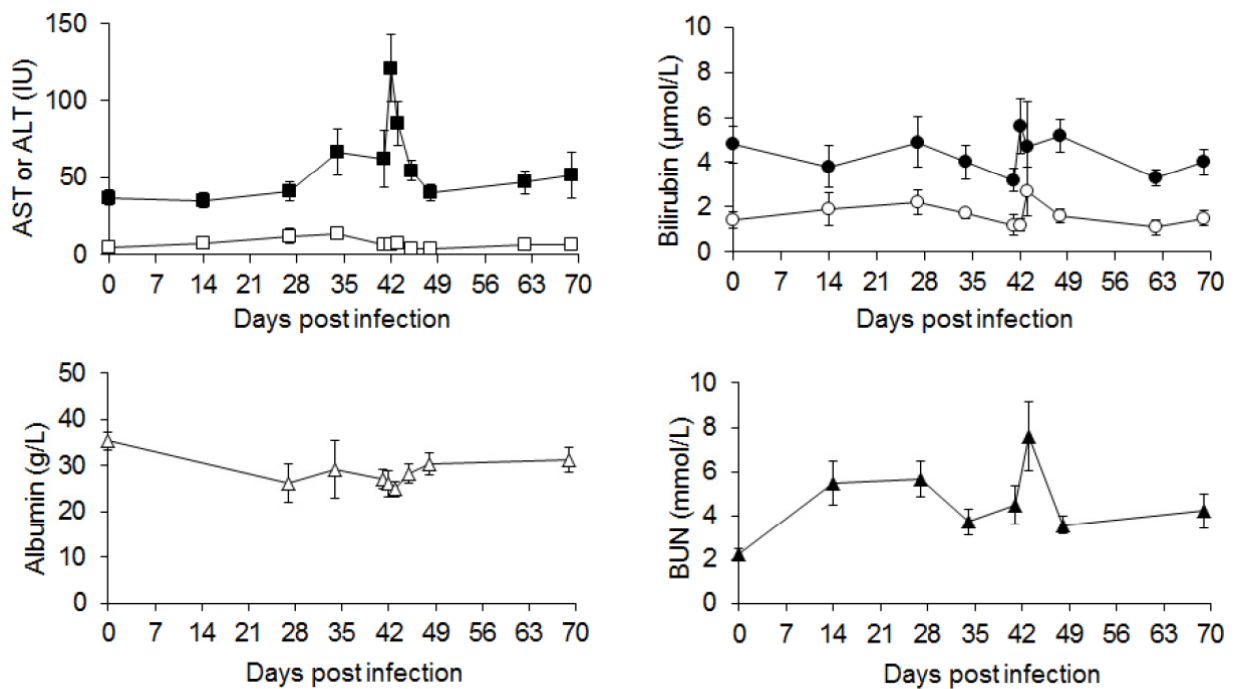 AST or ALT (IU)
150
100
50
0
0 7 14 21 28 35 42 49 56 63 70
Days post infection
Bilirubin (µmol/L)
10
8
6
4
2
0
0 7 14 21 28 35 42 49 56 63 70
Days post infection
Albumin (g/L)
50
40
30
20
10
0
0 7 14 21 28 35 42 49 56 63 70
Days post infection
BUN (mmol/L)
10
8
6
4
2
0
0 7 14 21 28 35 42 49 56 63 70
Days post infection